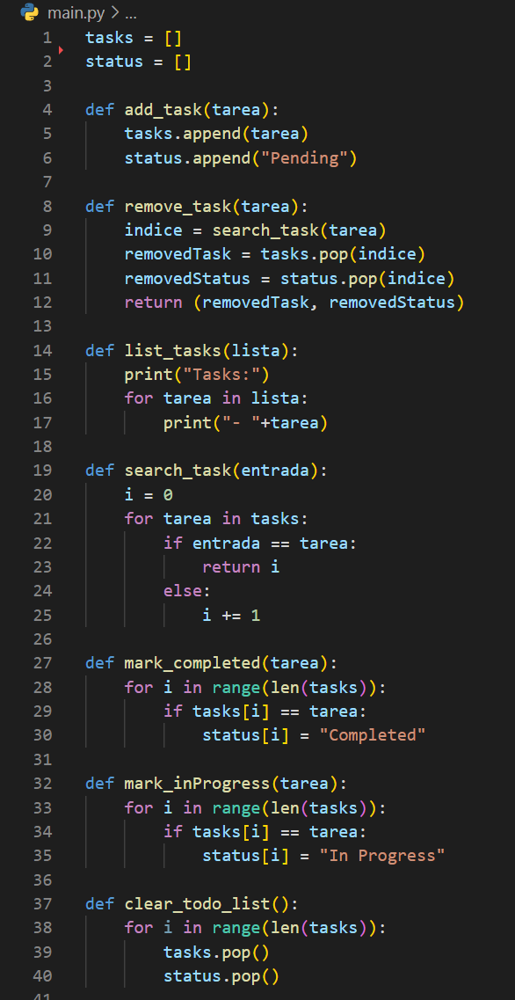 main.py > ...
1 tasks = []
2 status = []
3
4 def add_task(tarea):
5     tasks.append(tarea)
6     status.append("Pending")
7
8 def remove_task(tarea):
9     indice = search_task(tarea)
10     removedTask = tasks.pop(indice)
11     removedStatus = status.pop(indice)
12     return (removedTask, removedStatus)
13
14 def list_tasks(lista):
15     print("Tasks:")
16     for tarea in lista:
17         print("- "+tarea)
18
19 def search_task(entrada):
20     i = 0
21     for tarea in tasks:
22         if entrada == tarea:
23             return i
24         else:
25             i += 1
26
27 def mark_completed(tarea):
28     for i in range(len(tasks)):
29         if tasks[i] == tarea:
30             status[i] = "Completed"
31
32 def mark_inProgress(tarea):
33     for i in range(len(tasks)):
34         if tasks[i] == tarea:
35             status[i] = "In Progress"
36
37 def clear_todo_list():
38     for i in range(len(tasks)):
39         tasks.pop()
40         status.pop()
41